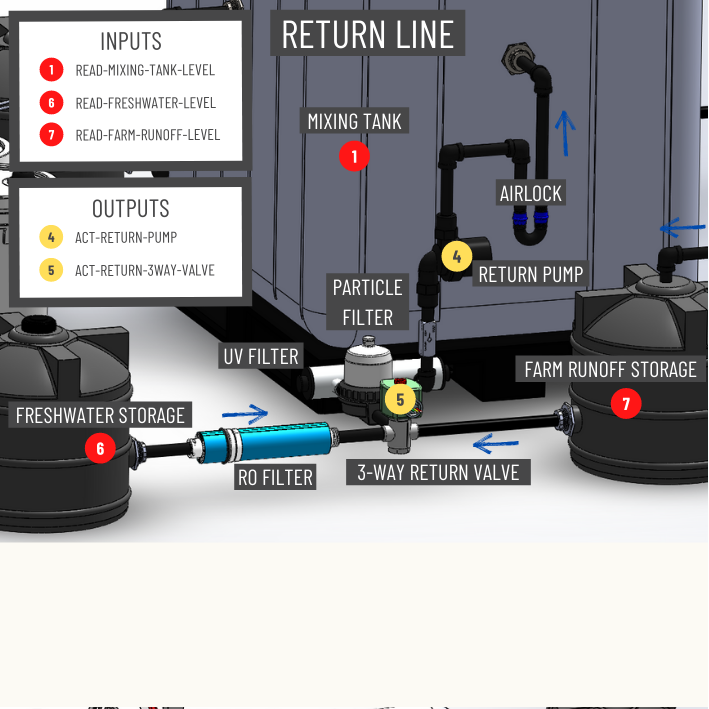 RETURN LINE
INPUTS
1 READ-MIXING-TANK-LEVEL
6 READ-FRESHWATER-LEVEL
7 READ-FARM-RUNOFF-LEVEL
OUTPUTS
4 ACT-RETURN-PUMP
5 ACT-RETURN-3WAY-VALVE
MIXING TANK
1
AIRLOCK
4
RETURN PUMP
PARTICLE
FILTER
UV FILTER
FARM RUNOFF STORAGE
7
5
FRESHWATER STORAGE
6
RO FILTER
3-WAY RETURN VALVE